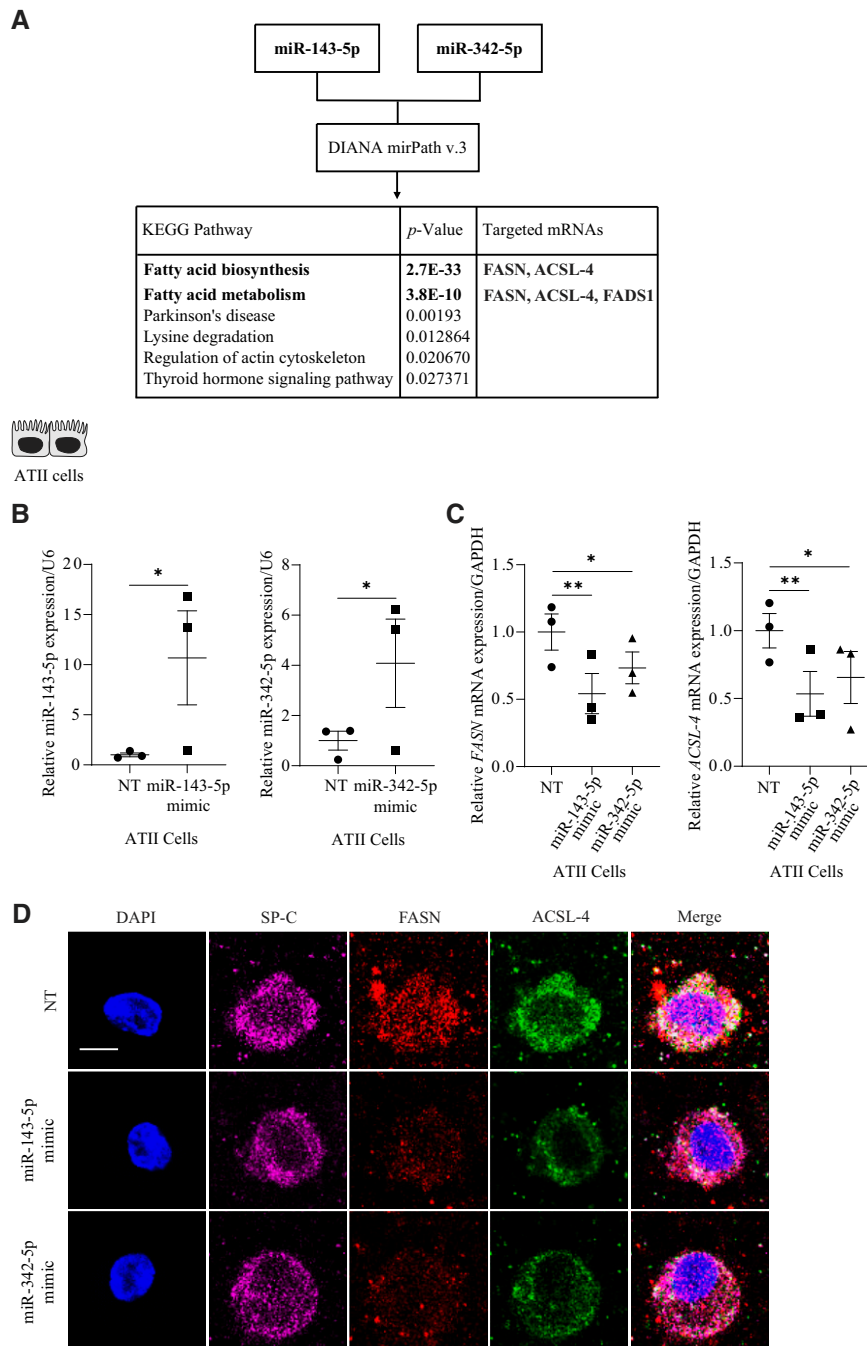 A
miR-143-5p
miR-342-5p
DIANA mirPath v.3
KEGG Pathway p-Value Targeted mRNAs
Fatty acid biosynthesis 2.7E-33 FASN, ACSL-4
Fatty acid metabolism 3.8E-10 FASN, ACSL-4, FADS1
Parkinson's disease 0.00193
Lysine degradation 0.012864
Regulation of actin cytoskeleton 0.020670
Thyroid hormone signaling pathway 0.027371
ATII cells
B
Relative miR-143-5p expression/U6
20
15
10
5
0
*
NT miR-143-5p
mimic
ATII Cells
Relative miR-342-5p expression/U6
8
6
4
2
0
*
NT miR-342-5p
mimic
ATII Cells
C
Relative FASN mRNA expression/GAPDH
1.5
1.0
0.5
0.0
*
**
NT
miR-143-5p
mimic
miR-342-5p
mimic
ATII Cells
Relative ACSL-4 mRNA expression/GAPDH
1.5
1.0
0.5
0.0
*
**
NT
miR-143-5p
mimic
miR-342-5p
mimic
ATII Cells
D
DAPI SP-C FASN ACSL-4 Merge
NT
miR-143-5p
mimic
miR-342-5p
mimic